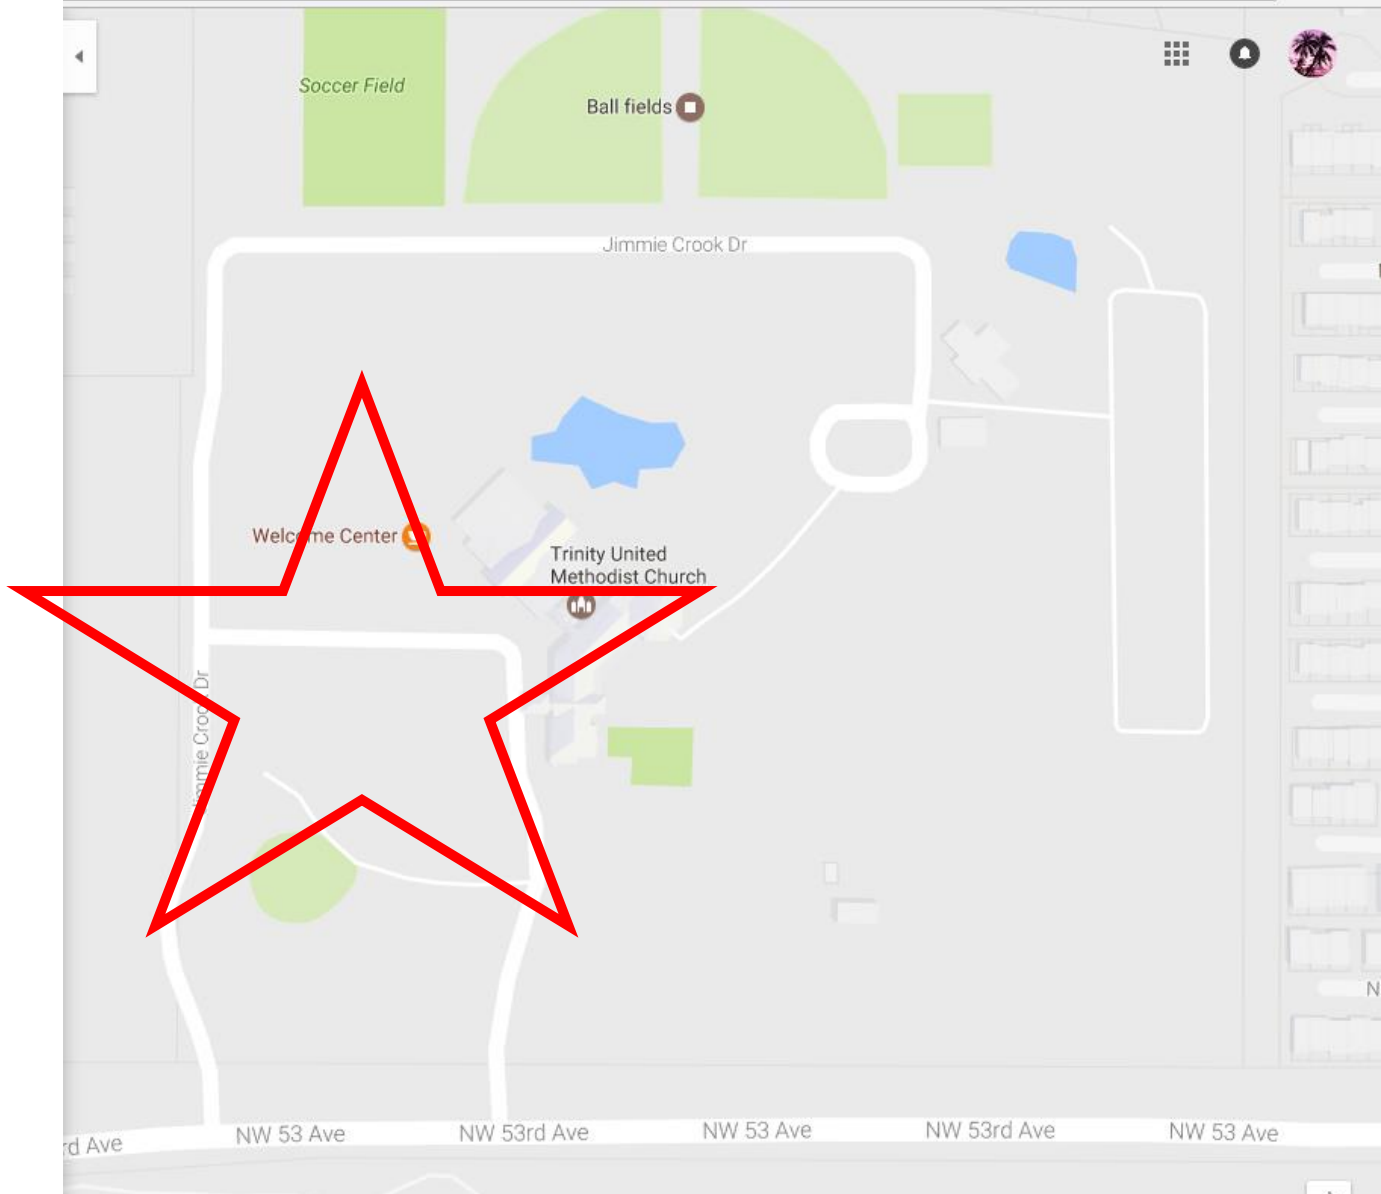 Soccer Field
Ball fields
Jimmie Crook Dr
Welcome Center
Trinity United
Methodist Church
Jimmie Crook Dr
N
rd Ave
NW 53 Ave
NW 53rd Ave
NW 53 Ave
NW 53rd Ave
NW 53 Ave